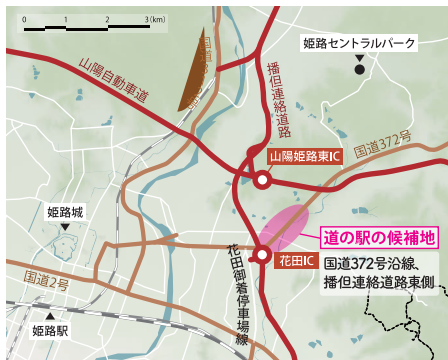 0 1 2 3(km)
国道3
号
山陽自動車道
播但連絡道路
姫路セントラルパーク
国道372号
山陽姫路東IC
姫路城
道の駅の候補地
国道372号沿線、
播但連絡道路東側
花田IC
花田御着停車場線
国道2号
姫路駅